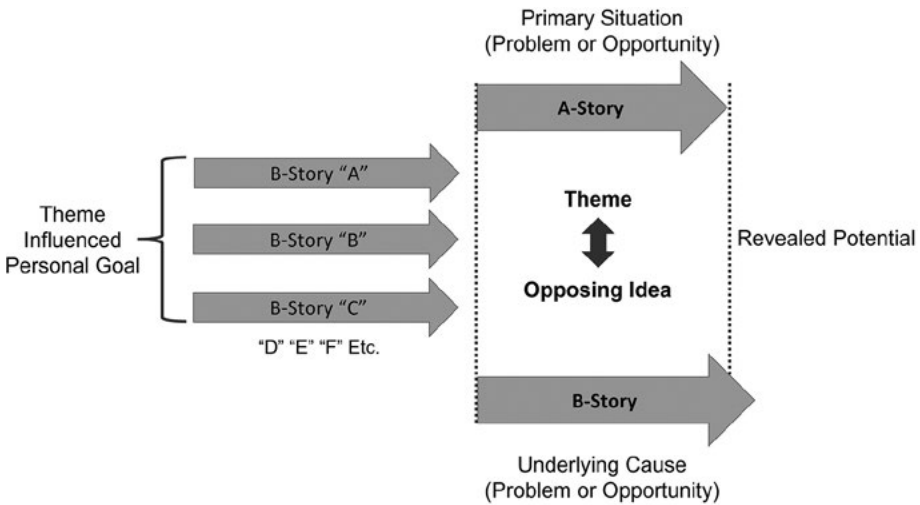 Primary Situation
(Problem or Opportunity)
A-Story
B-Story “A”
Theme
Influenced
Personal Goal
B-Story “B”
B-Story “C”
“D” “E” “F” Etc.
Theme
Opposing Idea
Revealed Potential
B-Story
Underlying Cause
(Problem or Opportunity)